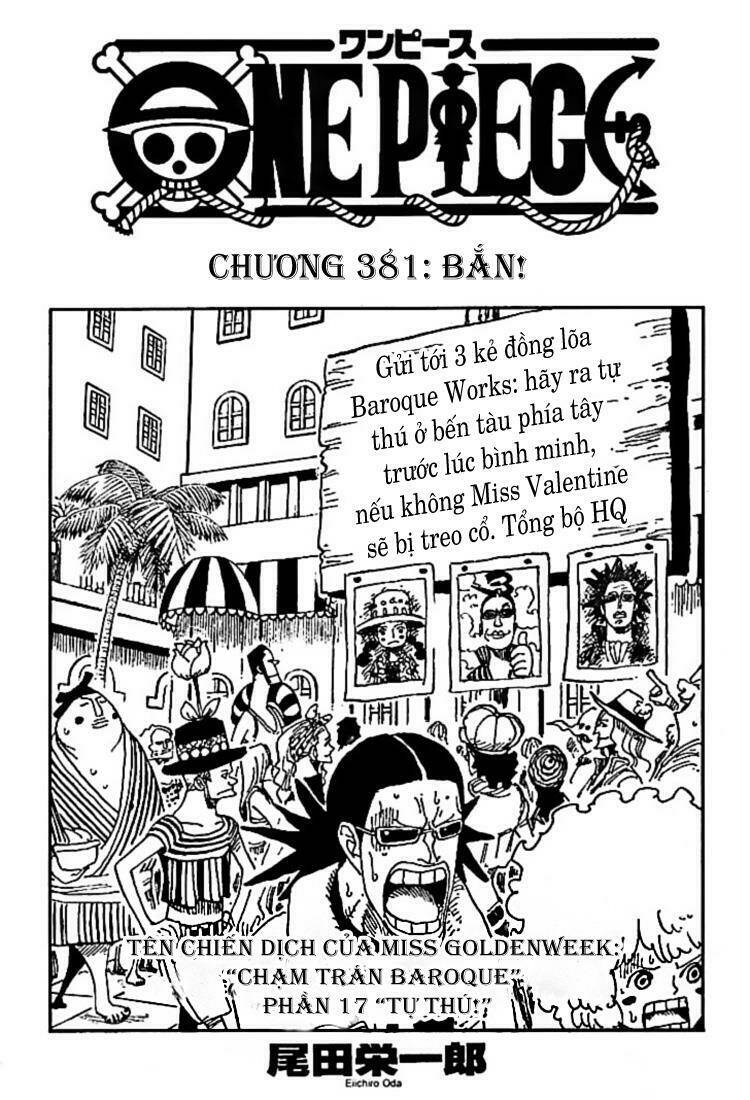 ワンピース
ONE PIECE
CHƯƠNG 381: BẮN!
Gửi tới 3 kẻ đồng lõa
Baroque Works: hãy ra tự
thú ở bến tàu phía tây
trước lúc bình minh,
nếu không Miss Valentine
sẽ bị treo cổ. Tổng bộ HQ
TÊN CHIẾN DỊCH CỦA MISS GOLDENWEEK:
"CHẠM TRÁN BAROQUE"
PHẦN 17 "TỰ THÚ!"
尾田栄一郎
Eiichiro Oda